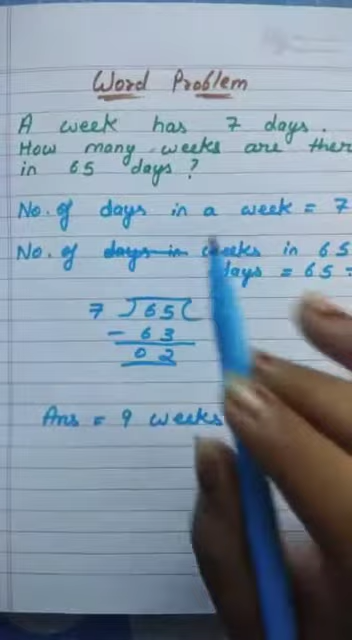 Word Problem
A week has 7 days.
How many weeks are ther
in 65 days?
No. of days in a week = 7
No. of days in weeks in 65
days = 65
7 ) 65 (
- 63
02
Ans = 9 weeks